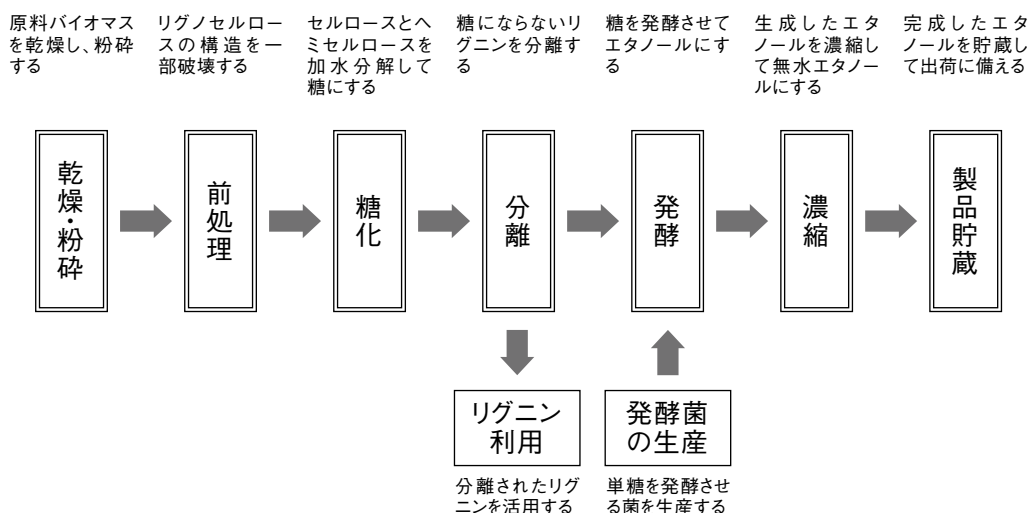 原料バイオマス
を乾燥し、粉砕
する
リグノセルロー
スの構造を一
部破壊する
セルロースとヘ
ミセルロースを
加水分解して
糖にする
糖にならないリ
グニンを分離す
る
糖を発酵させて
エタノールにす
る
生成したエタ
ノールを濃縮し
て無水エタノー
ルにする
完成したエタ
ノールを貯蔵し
て出荷に備える
乾燥・粉砕
前処理
糖化
分離
発酵
濃縮
製品貯蔵
リグニン
利用
発酵菌
の生産
分離されたリグ
ニンを活用する
単糖を発酵させ
る菌を生産する